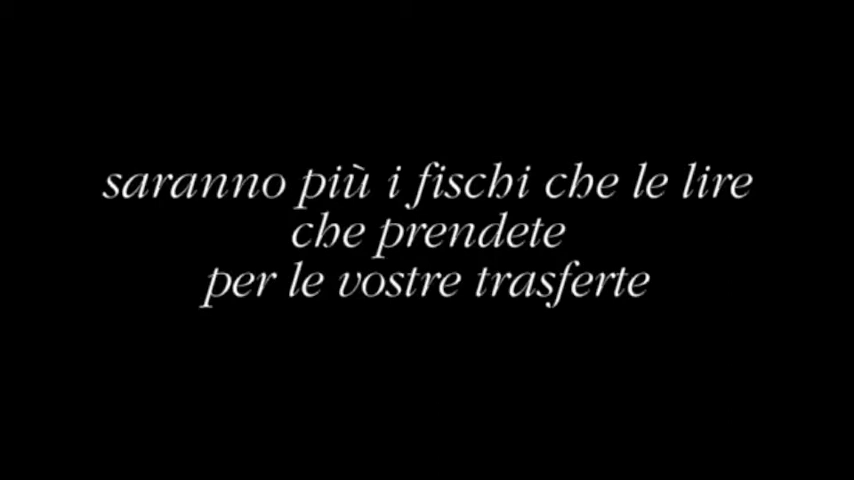 saranno più i fischi che le lire
che prendete
per le vostre trasferte